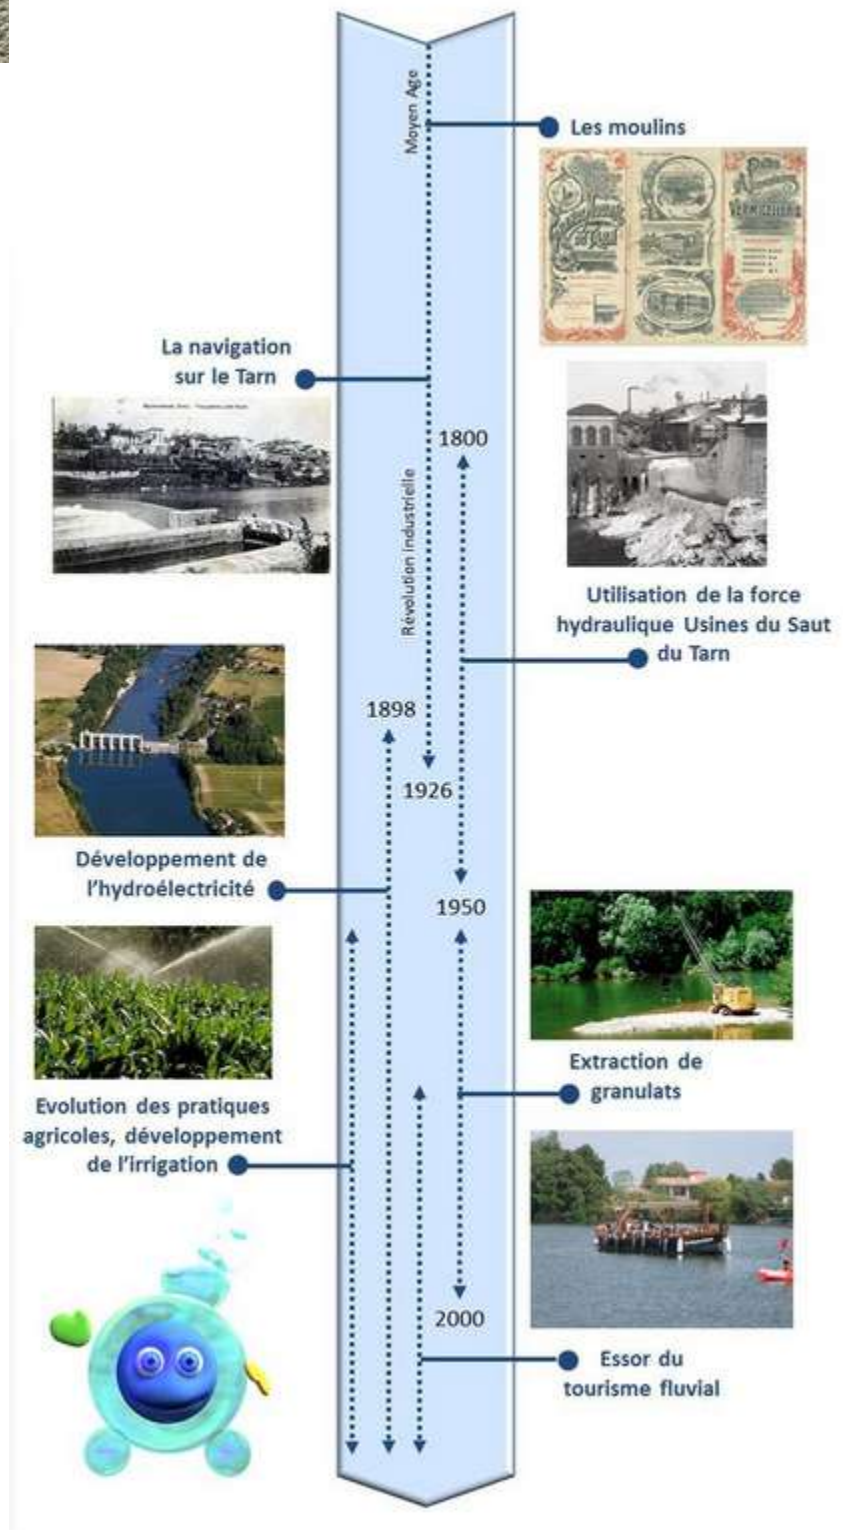 Moyen Age
Les moulins
VERMICELLERIE
La navigation
sur le Tarn
1800
Révolution industrielle
Utilisation de la force
hydraulique Usines du Saut
du Tarn
1898
1926
Développement de
l'hydroélectricité
1950
Extraction de
granulats
Evolution des pratiques
agricoles, développement
de l'irrigation
2000
Essor du
tourisme fluvial